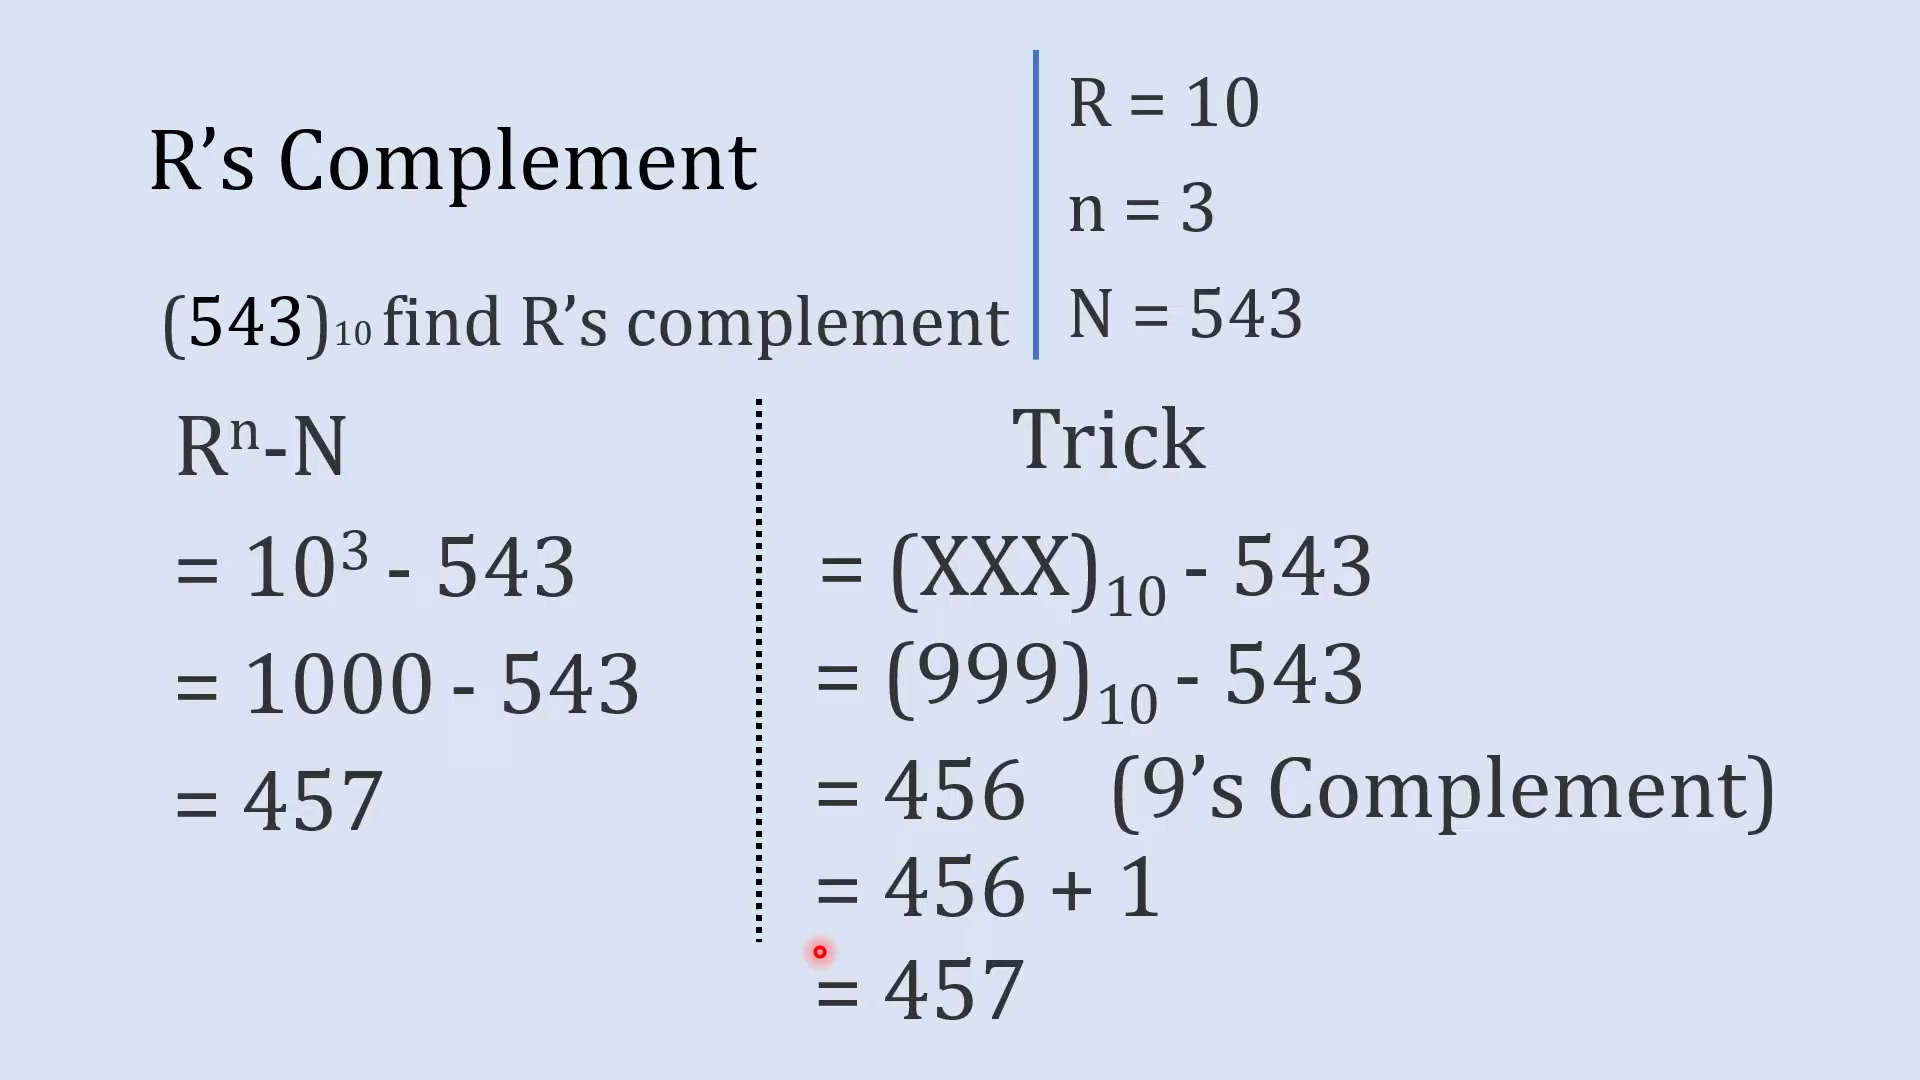 R’s Complement
(543)₁₀ find R’s complement
R = 10
n = 3
N = 543
Rⁿ-N
= 10³ - 543
= 1000 - 543
= 457
Trick
= (XXX)₁₀ - 543
= (999)₁₀ - 543
= 456 (9’s Complement)
= 456 + 1
= 457